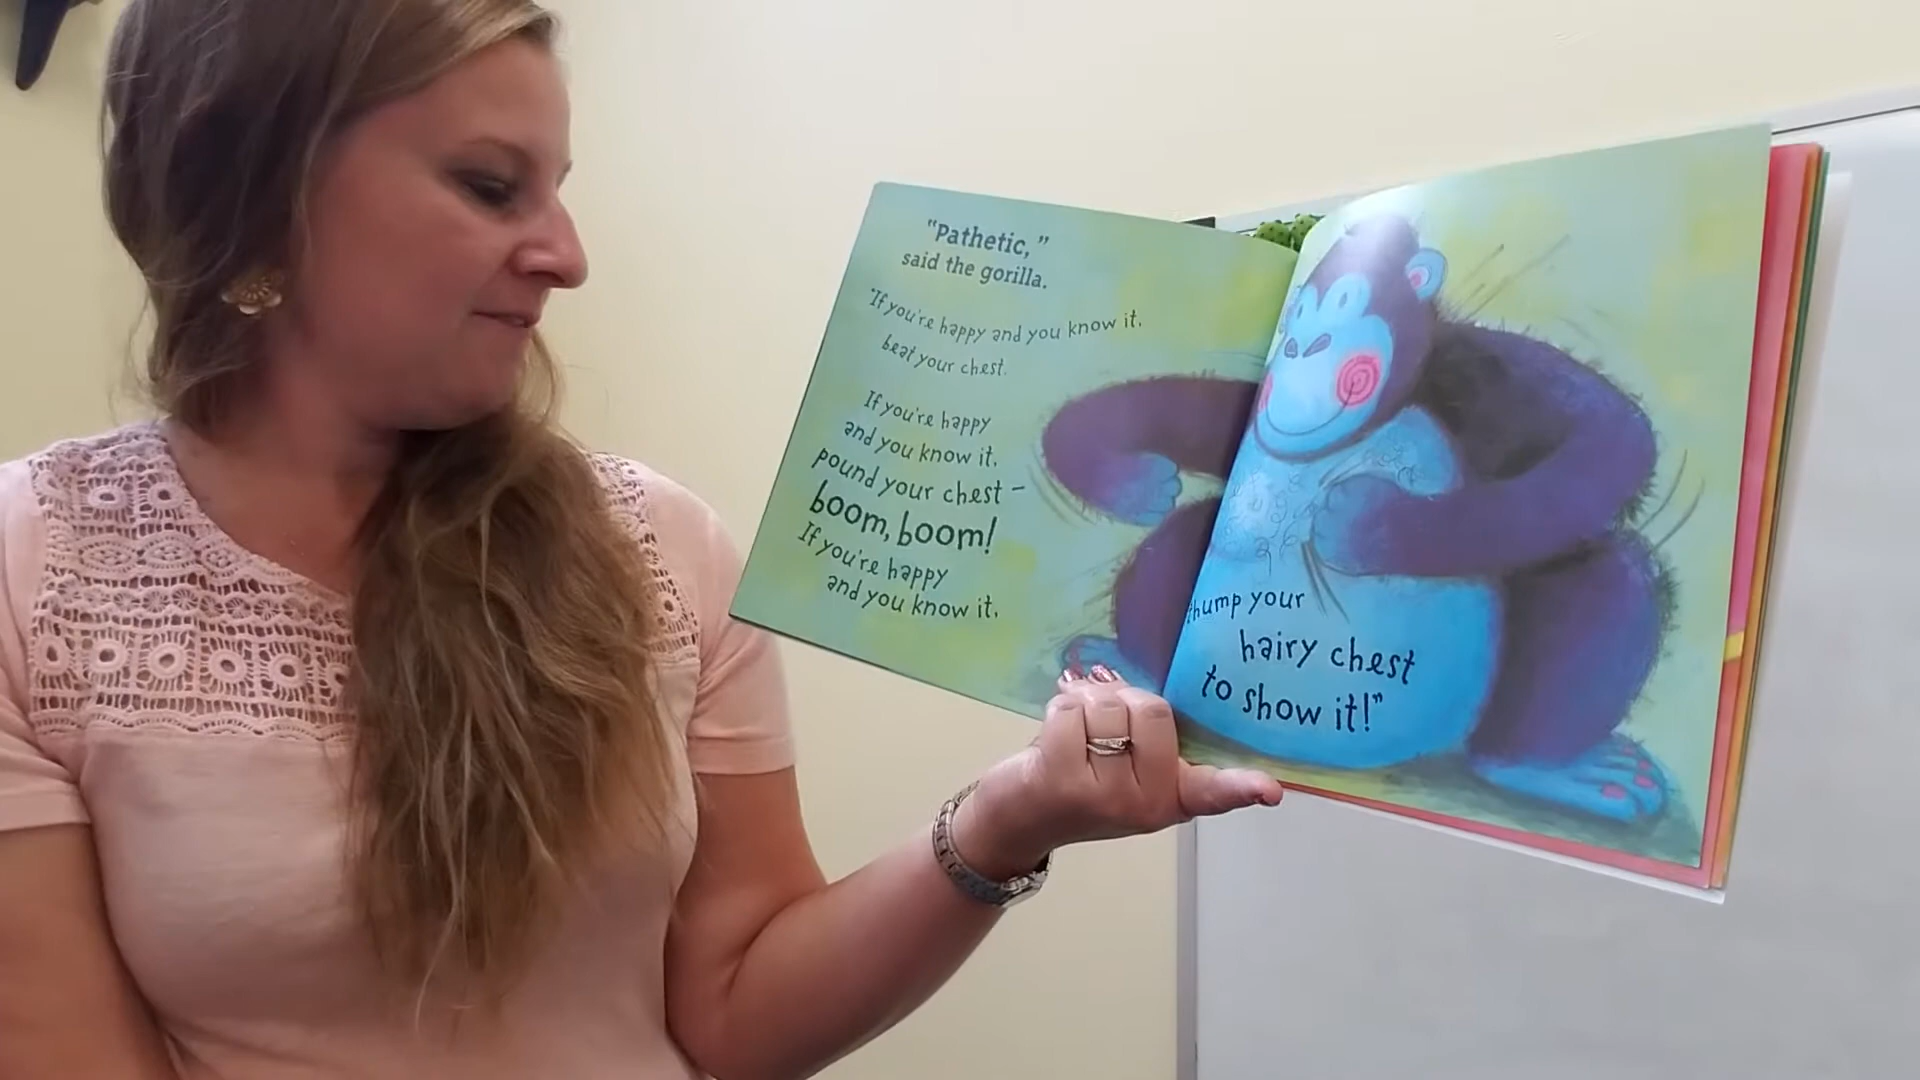 "Pathetic,"
said the gorilla.
"If you're happy and you know it,
beat your chest.
If you're happy
and you know it,
pound your chest –
boom, boom!
If you're happy
and you know it,
thump your
hairy chest
to show it!"